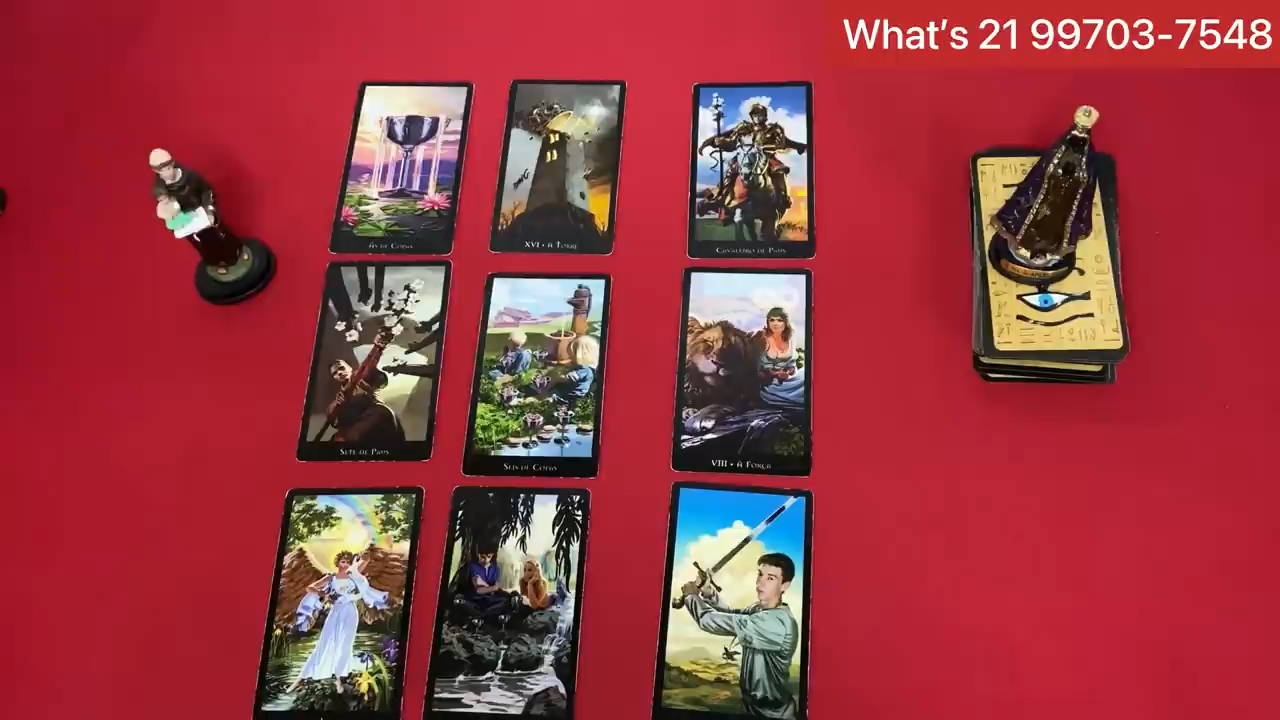 What’s 21 99703-7548
Ás de Copas
XVI • A Torre
Cavaleiro de Paus
Sete de Paus
Seis de Copas
VIII • A Força